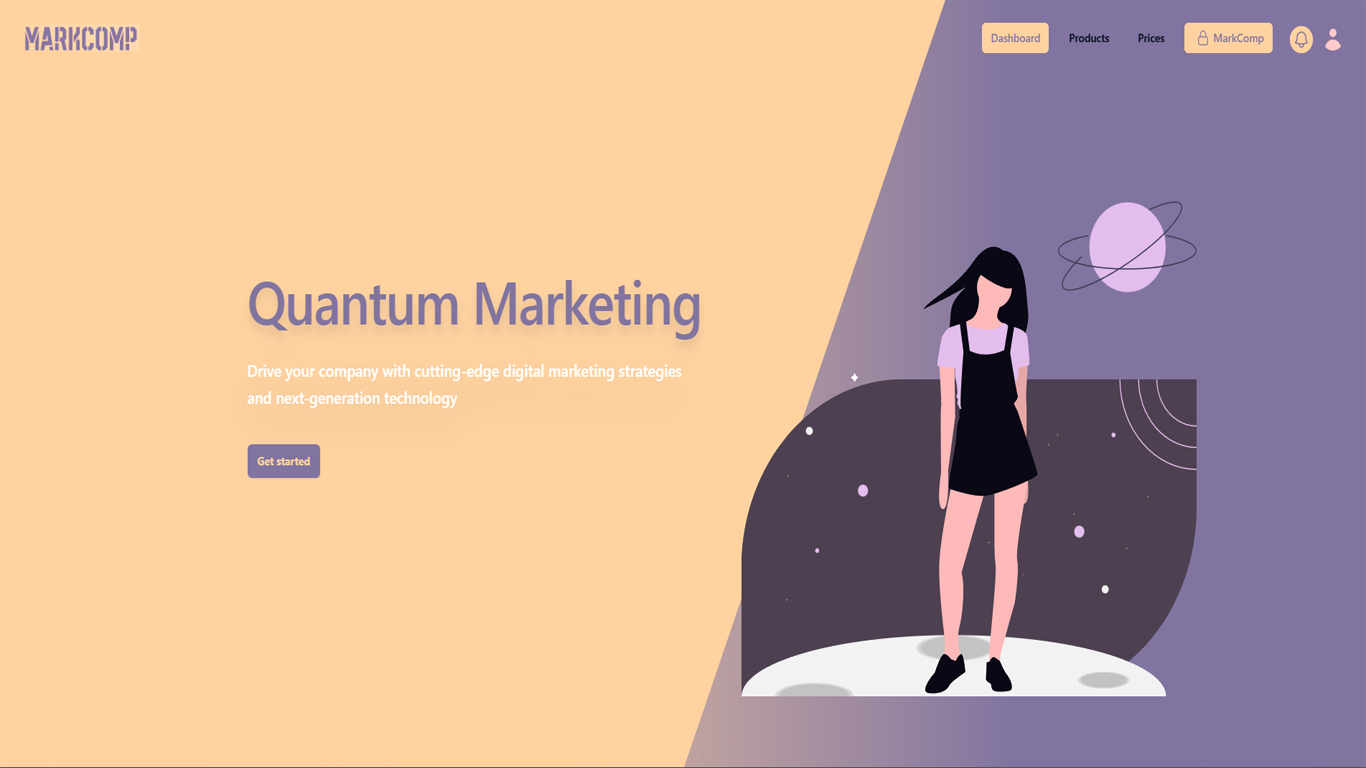 MARKCOMP
Dashboard
Products
Prices
MarkComp
Quantum Marketing
Drive your company with cutting-edge digital marketing strategies
and next-generation technology
Get started